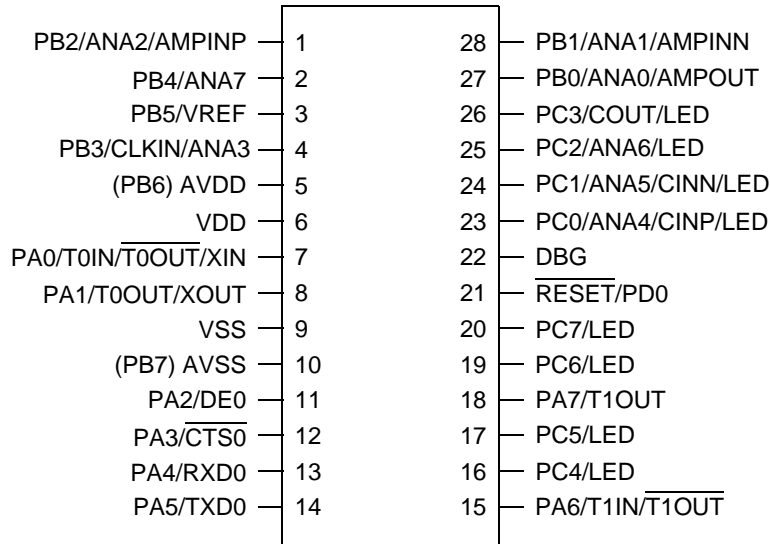 PB2/ANA2/AMPINP 1 28 PB1/ANA1/AMPINN
PB4/ANA7 2 27 PB0/ANA0/AMPOUT
PB5/VREF 3 26 PC3/COUT/LED
PB3/CLKIN/ANA3 4 25 PC2/ANA6/LED
(PB6) AVDD 5 24 PC1/ANA5/CINN/LED
VDD 6 23 PC0/ANA4/CINP/LED
PA0/T0IN/T̅0̅O̅U̅T̅/XIN 7 22 DBG
PA1/T0OUT/XOUT 8 21 R̅E̅S̅E̅T̅/PD0
VSS 9 20 PC7/LED
(PB7) AVSS 10 19 PC6/LED
PA2/DE0 11 18 PA7/T1OUT
PA3/C̅T̅S̅0̅ 12 17 PC5/LED
PA4/RXD0 13 16 PC4/LED
PA5/TXD0 14 15 PA6/T1IN/T̅1̅O̅U̅T̅